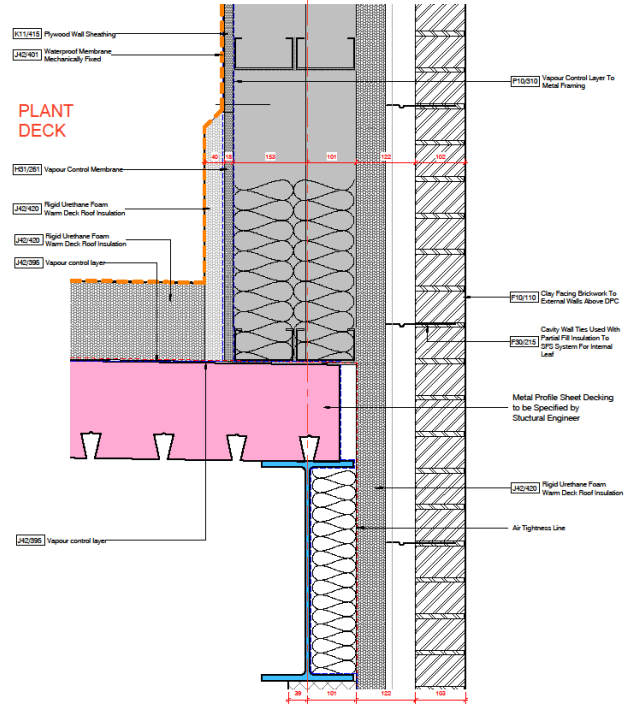 K11/415 Plywood Wall Sheathing
J42/401 Waterproof Membrane
Mechanically Fixed
P10/310 Vapour Control Layer To
Metal Framing
PLANT
DECK
40 18 153 101 122 102
H31/261 Vapour Control Membrane
J42/420 Rigid Urethane Foam
Warm Deck Roof Insulation
J42/420 Rigid Urethane Foam
Warm Deck Roof Insulation
J42/395 Vapour control layer
F10/110 Clay Facing Brickwork To
External Walls Above DPC
F30/215 Cavity Wall Ties Used With
Partial Fill Insulation To
SFS System For Internal
Leaf
Metal Profile Sheet Decking
to be Specified by
Stuctural Engineer
J42/420 Rigid Urethane Foam
Warm Deck Roof Insulation
Air Tightness Line
J42/395 Vapour control layer
39 101 122 103